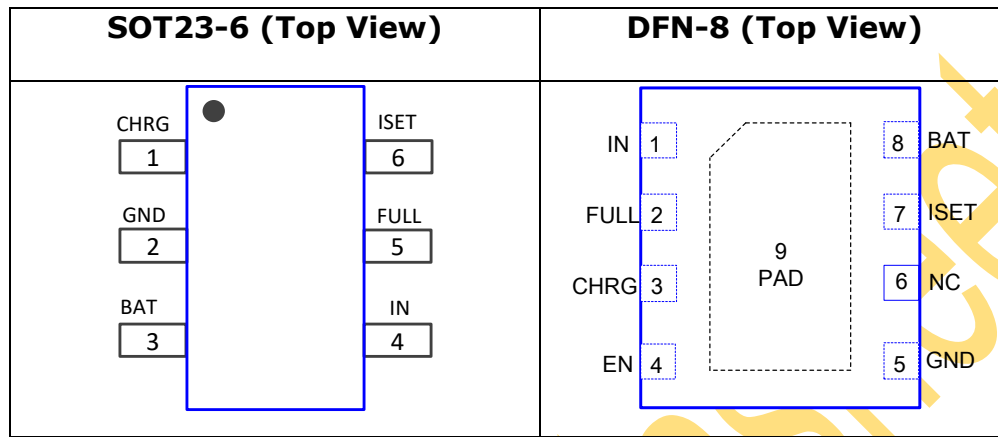 SOT23-6 (Top View) DFN-8 (Top View)
CHRG ISET
1 6
GND FULL
2 5
BAT IN
3 4
IN 1 8 BAT
FULL 2 7 ISET
9
PAD
CHRG 3 6 NC
EN 4 5 GND